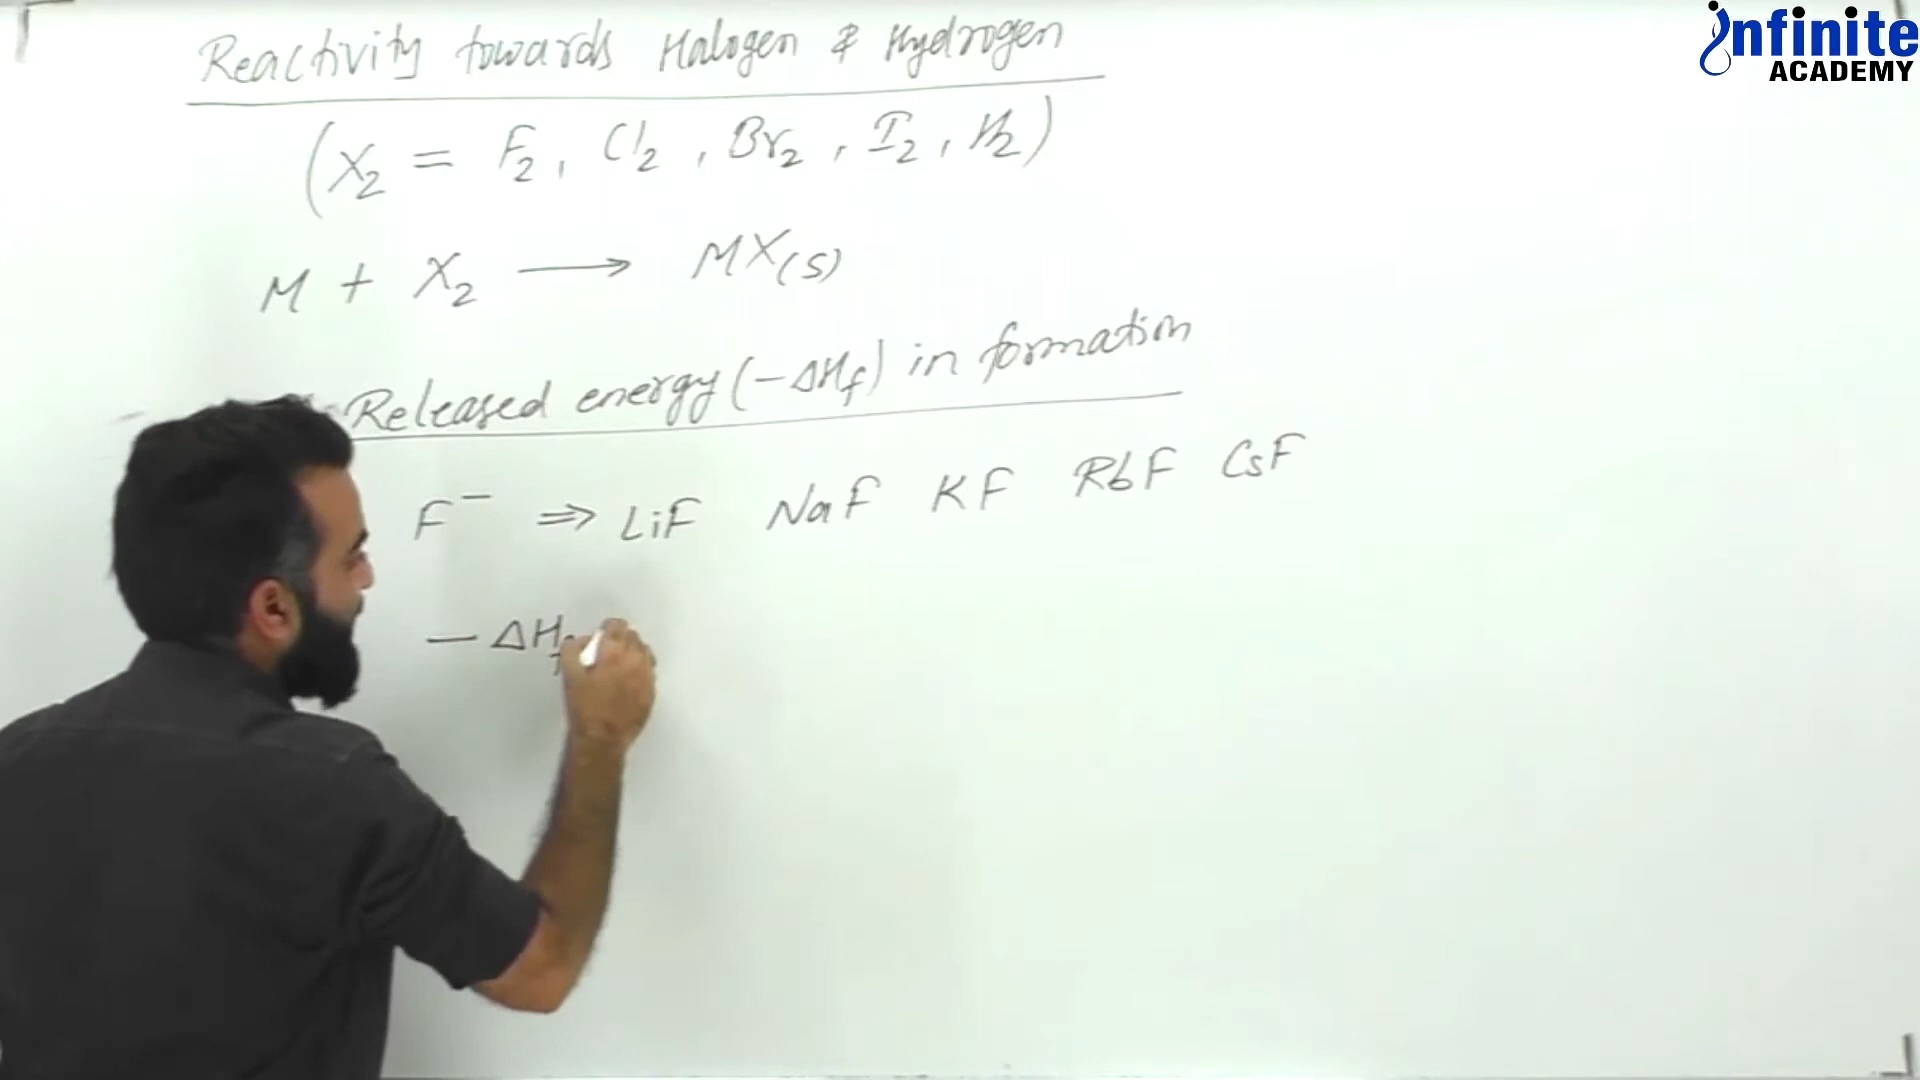 infinite
ACADEMY
Reactivity towards Halogen & Hydrogen
(X₂ = F₂, Cl₂, Br₂, I₂, H₂)
M + X₂ ⟶ MX(s)
Released energy (-ΔHf) in formation
F⁻ ⇒ LiF NaF KF RbF CsF
-ΔHf